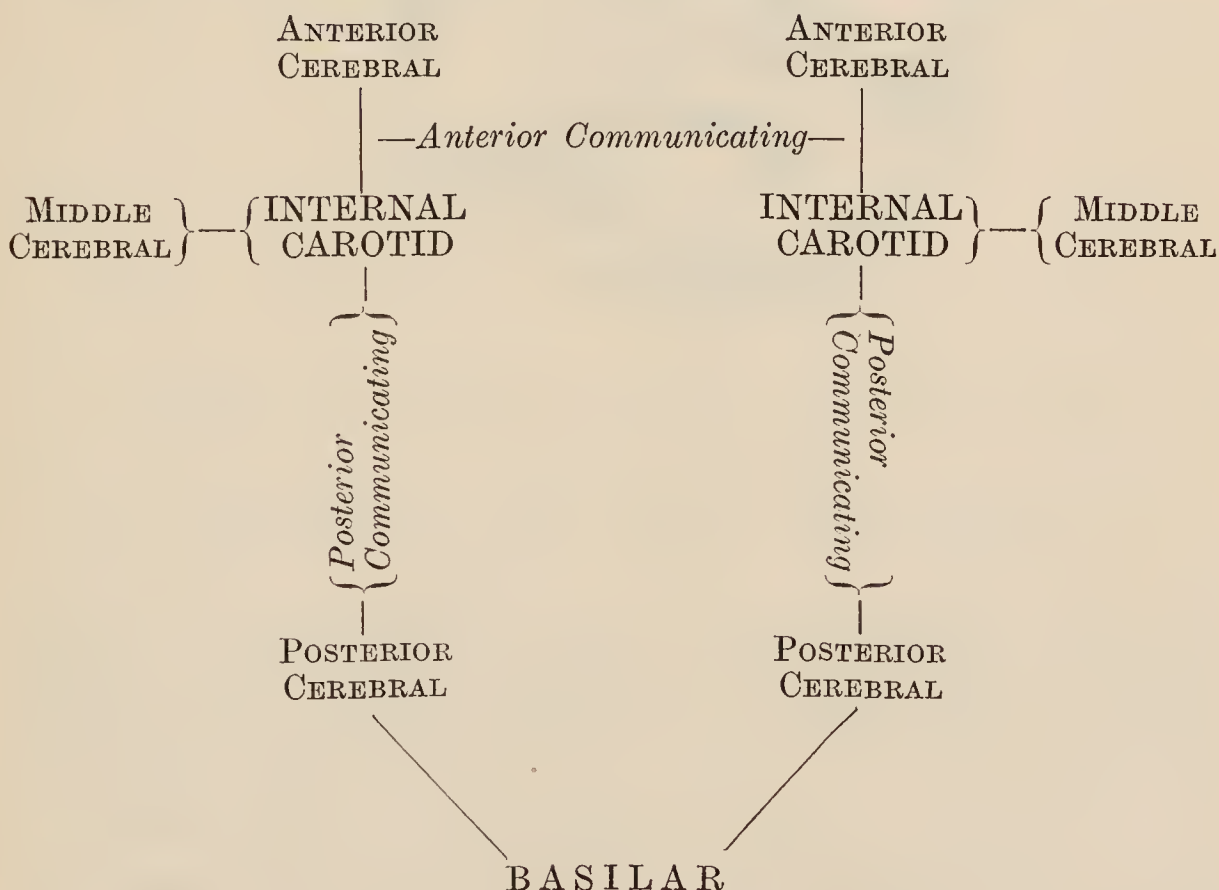 ANTERIOR
CEREBRAL
ANTERIOR
CEREBRAL
—Anterior Communicating—
MIDDLE
CEREBRAL
INTERNAL
CAROTID
INTERNAL
CAROTID
MIDDLE
CEREBRAL
Posterior
Communicating
Posterior
Communicating
POSTERIOR
CEREBRAL
POSTERIOR
CEREBRAL
BASILAR